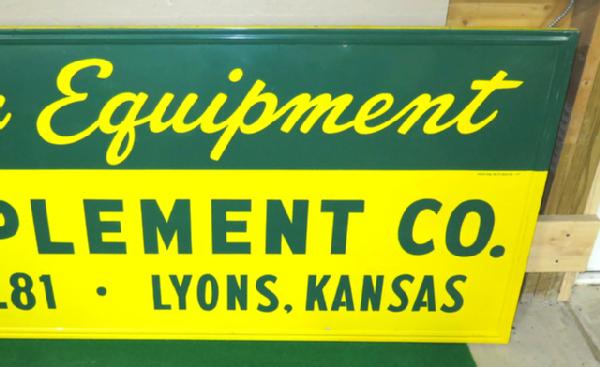 Equipment
PLEMENT CO.
81 · LYONS, KANSAS